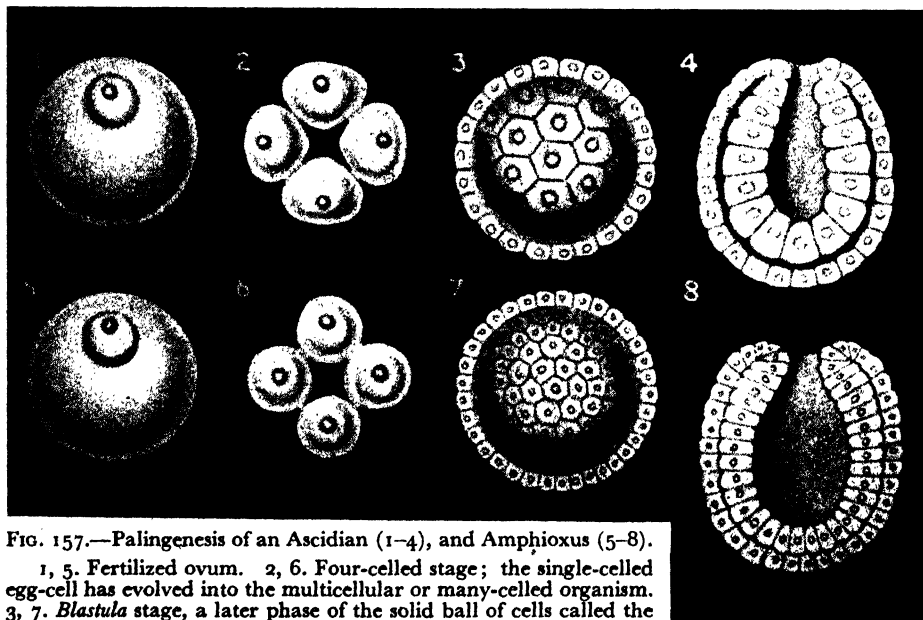 1 2 3 4
5 6 7 8
FIG. 157.—Palingenesis of an Ascidian (1-4), and Amphioxus (5-8).
1, 5. Fertilized ovum. 2, 6. Four-celled stage; the single-celled
egg-cell has evolved into the multicellular or many-celled organism.
3, 7. Blastula stage, a later phase of the solid ball of cells called the